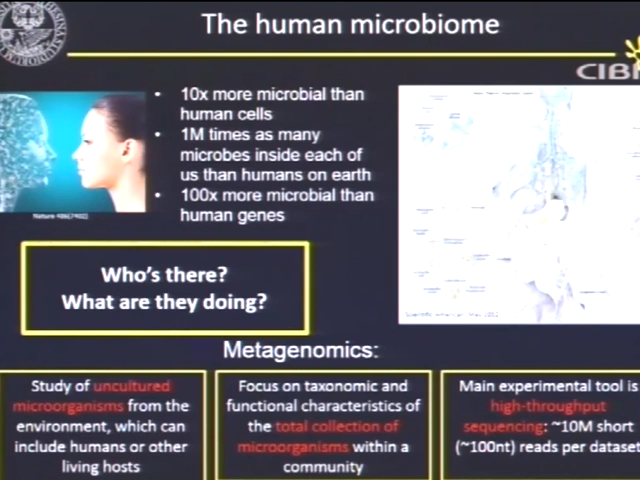 The human microbiome
CIBI
• 10x more microbial than
human cells
• 1M times as many
microbes inside each of
us than humans on earth
• 100x more microbial than
human genes
Nature 486(7402)
Scientific American, May 2012
Who's there?
What are they doing?
Metagenomics:
Study of uncultured
microorganisms from the
environment, which can
include humans or other
living hosts
Focus on taxonomic and
functional characteristics of
the total collection of
microorganisms within a
community
Main experimental tool is
high-throughput
sequencing: ~10M short
(~100nt) reads per dataset